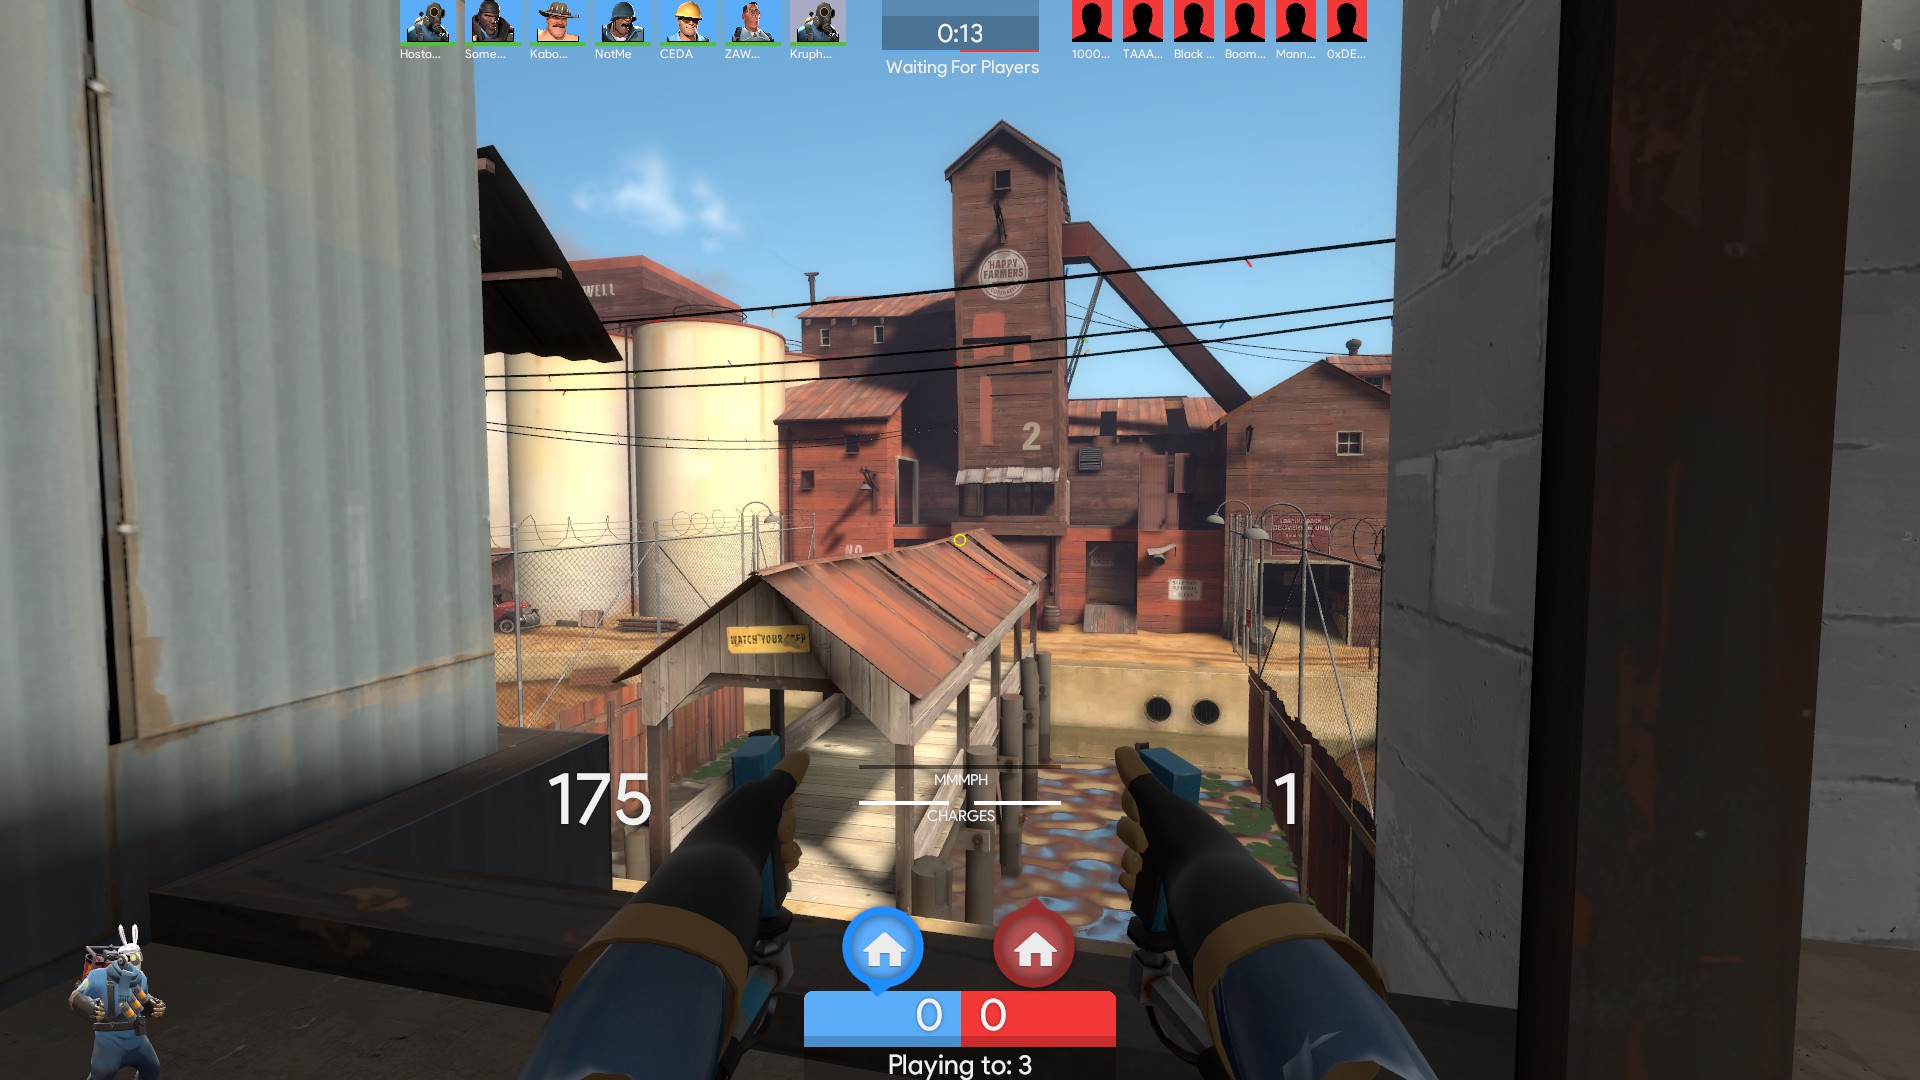 Hosta...
Some...
Kabo...
NotMe
CEDA
ZAW...
Kruph...
0:13
Waiting For Players
1000...
TAAA...
Black ...
Boom...
Mann...
0xDE...
WELL
HAPPY
FARMERS
2
NO
WATCH YOUR STEP
175
MMMPH
CHARGES
1
0
0
Playing to: 3